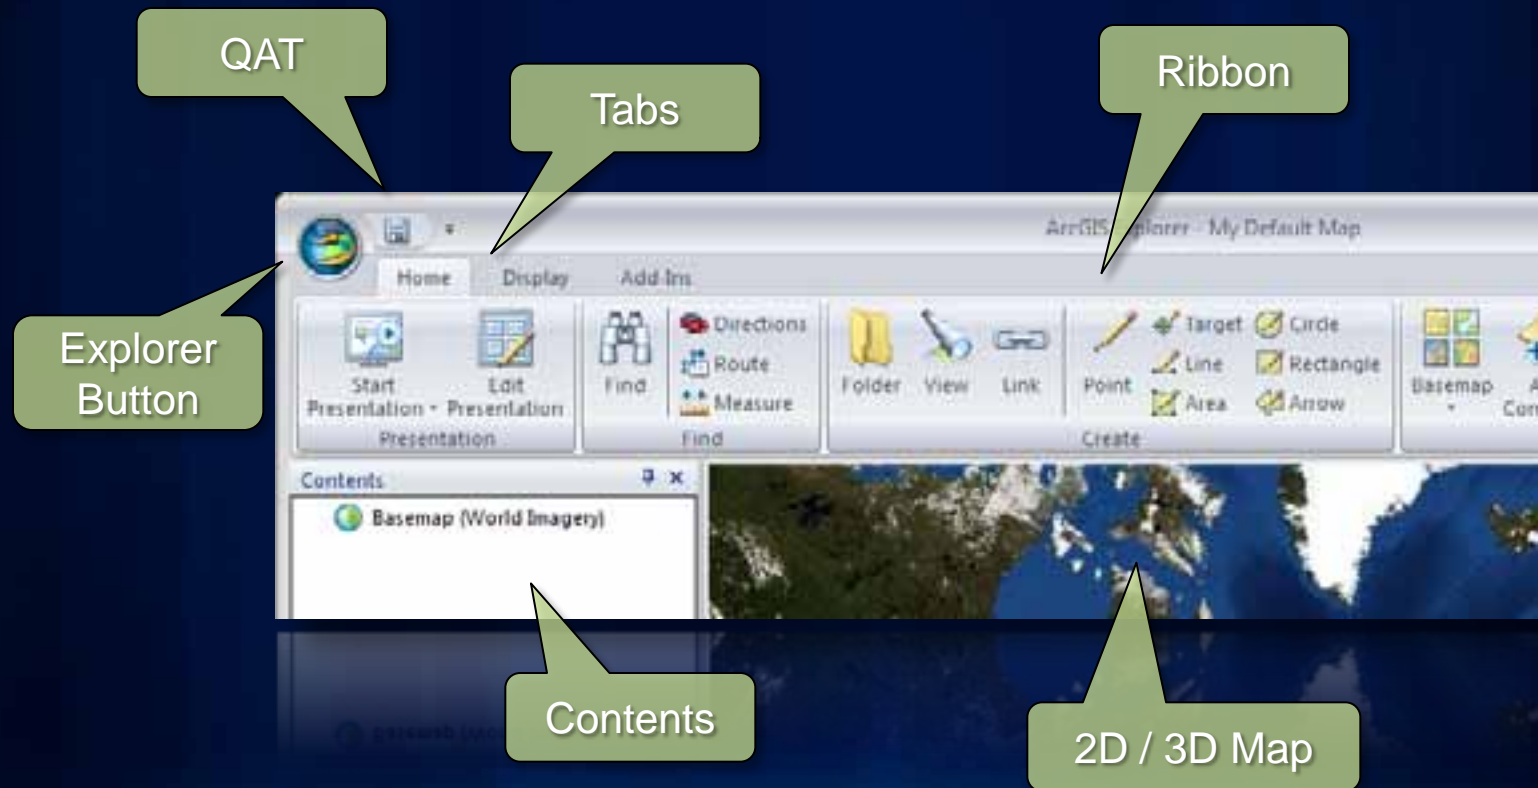 QAT
Ribbon
Tabs
My Default Map
Home Display Add-Ins
Explorer
Button
Directions Target Circle
Route Line Rectangle
Start Edit Find Folder View Link Point Basemap
Presentation Presentation Measure Area Arrow
Presentation Find Create
Contents
Basemap (World Imagery)
Contents
2D / 3D Map